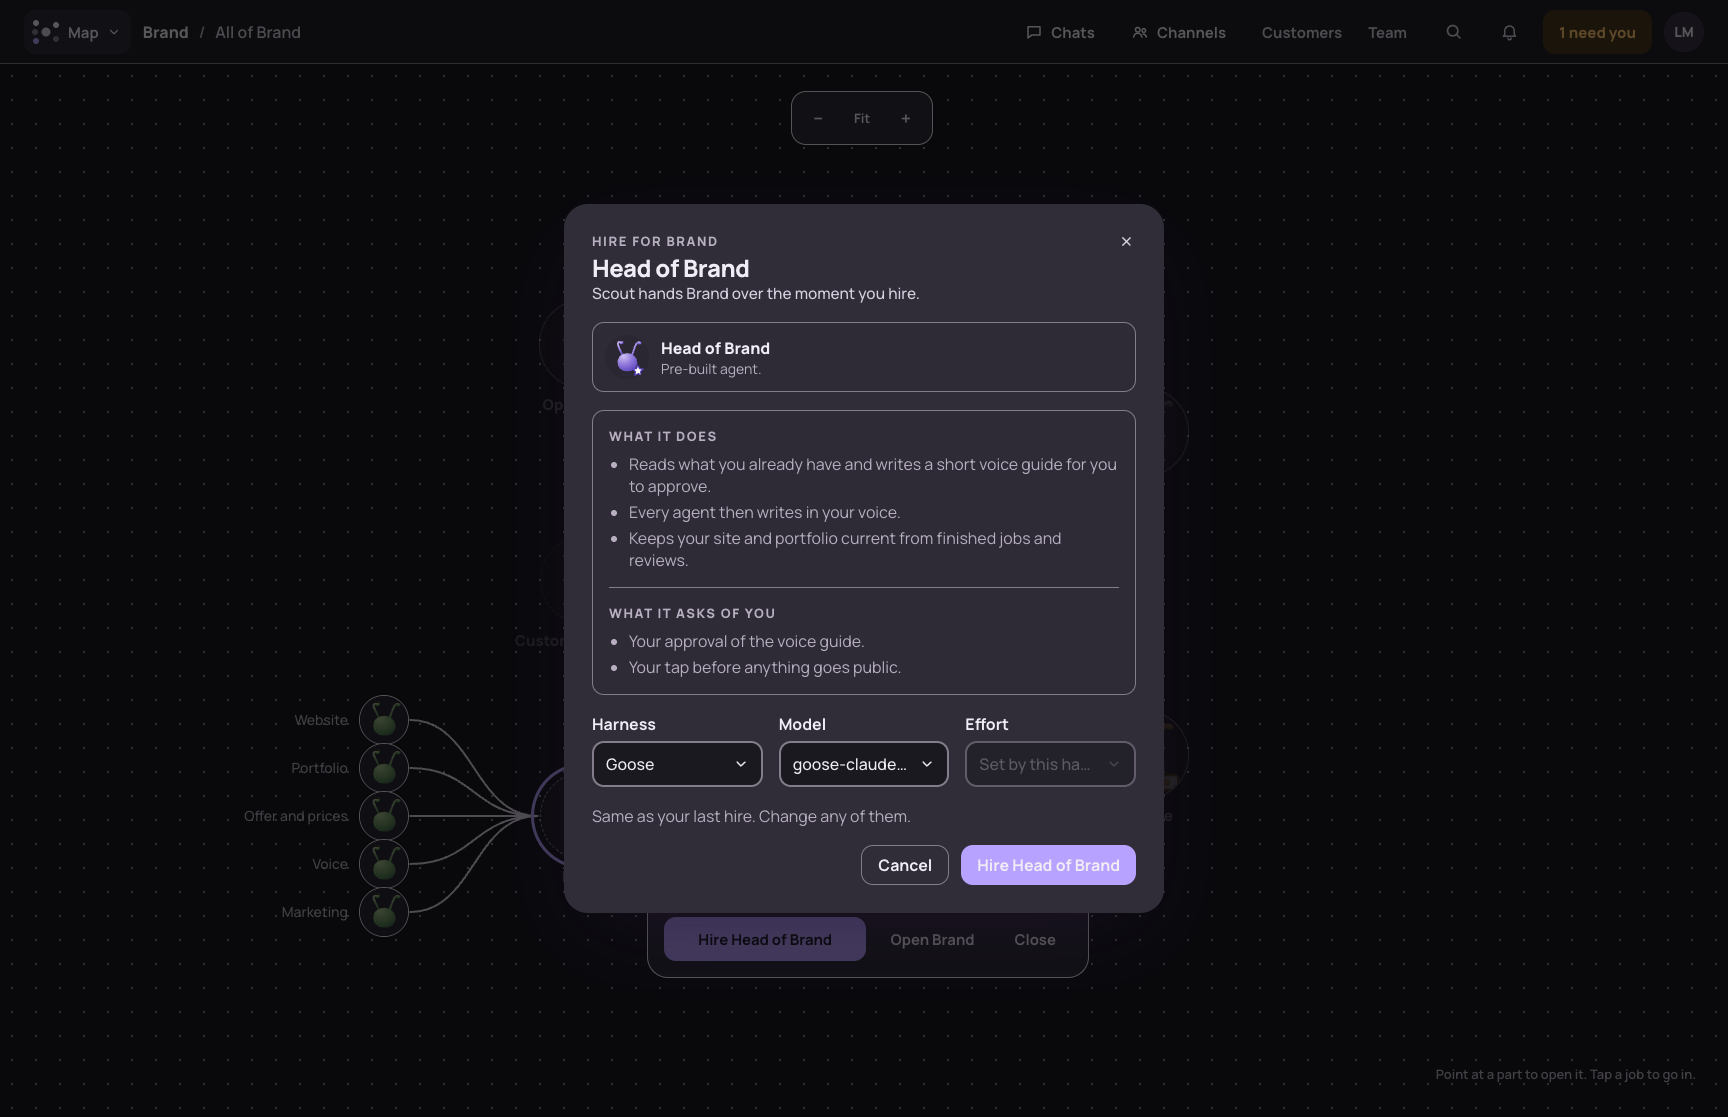 Map
Brand / All of Brand
Chats
Channels
Customers
Team
1 need you
LM
− Fit +
HIRE FOR BRAND
Head of Brand
Scout hands Brand over the moment you hire.
Head of Brand
Pre-built agent.
WHAT IT DOES
Reads what you already have and writes a short voice guide for you
to approve.
Every agent then writes in your voice.
Keeps your site and portfolio current from finished jobs and
reviews.
WHAT IT ASKS OF YOU
Your approval of the voice guide.
Your tap before anything goes public.
Harness
Model
Effort
Goose
goose-claude...
Set by this ha...
Same as your last hire. Change any of them.
Cancel
Hire Head of Brand
Website
Portfolio
Offer and prices
Voice
Marketing
Hire Head of Brand
Open Brand
Close
Point at a part to open it. Tap a job to go in.